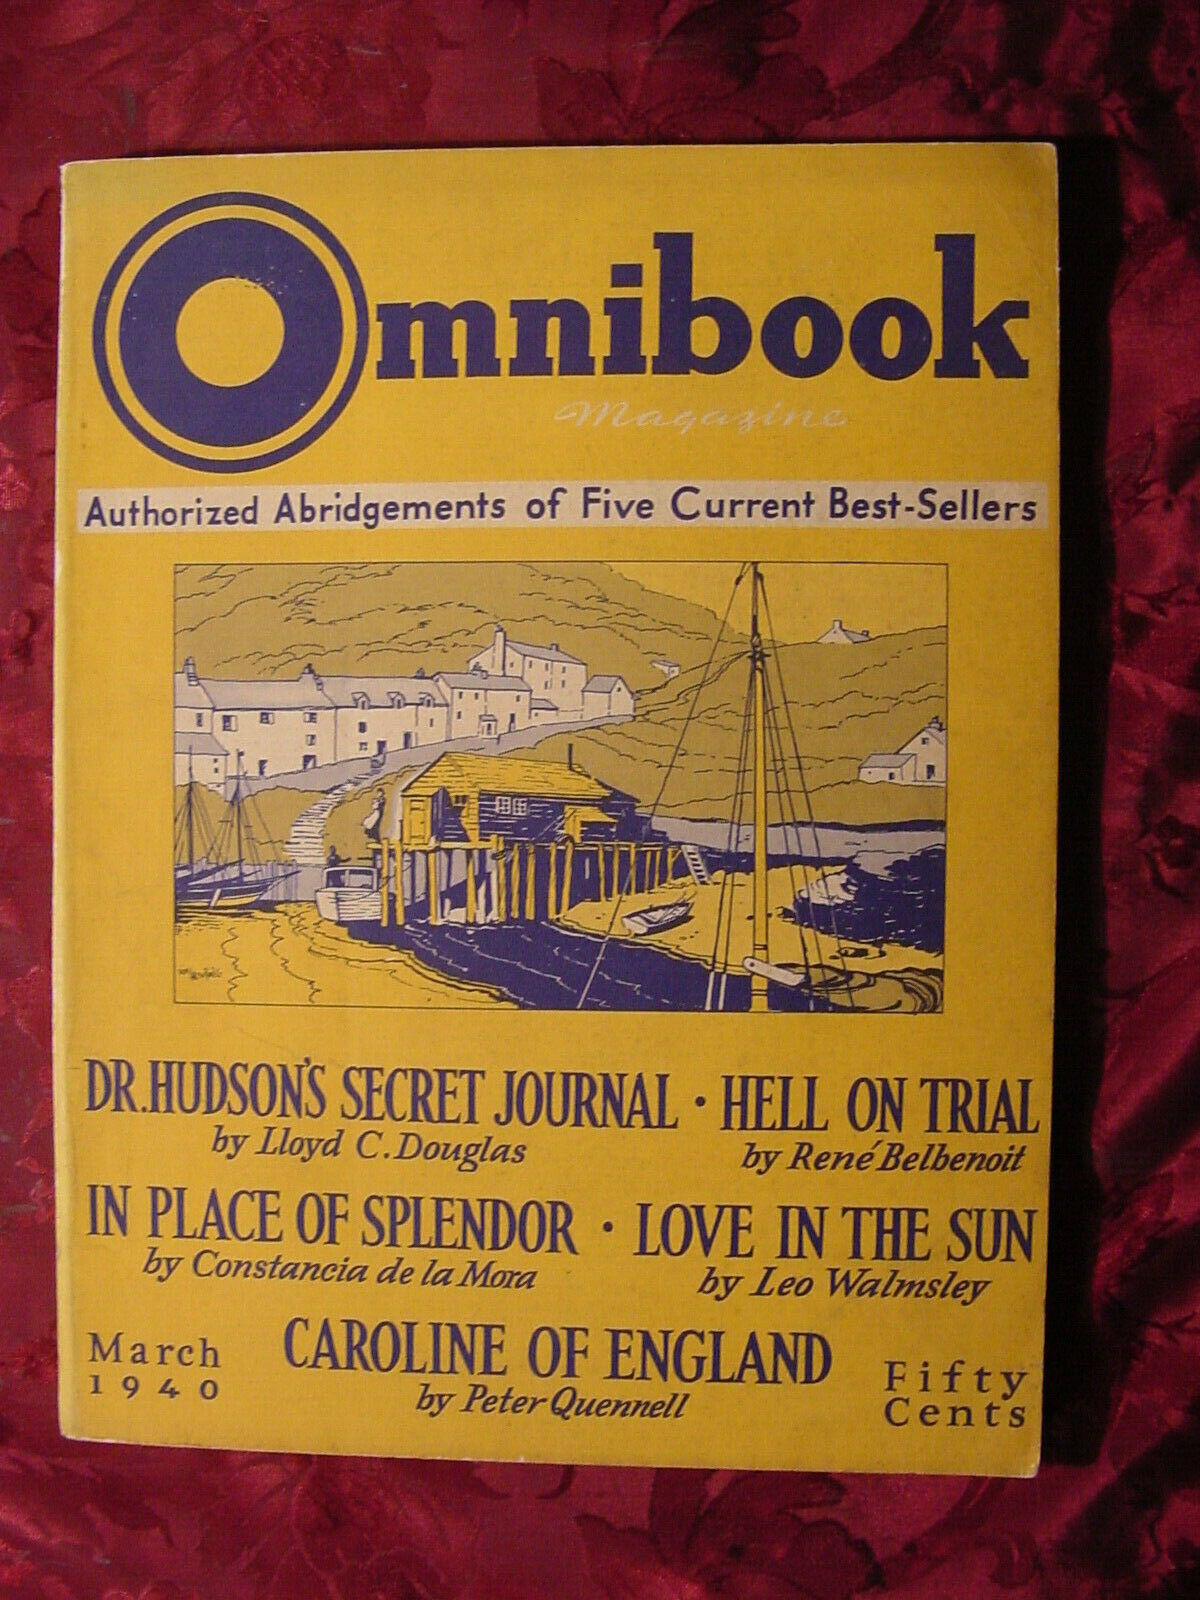 Omnibook
Magazine
Authorized Abridgements of Five Current Best-Sellers
DR. HUDSON'S SECRET JOURNAL · HELL ON TRIAL
by Lloyd C. Douglas by René Belbenoit
IN PLACE OF SPLENDOR · LOVE IN THE SUN
by Constancia de la Mora by Leo Walmsley
CAROLINE OF ENGLAND
by Peter Quennell
March
1940
Fifty
Cents